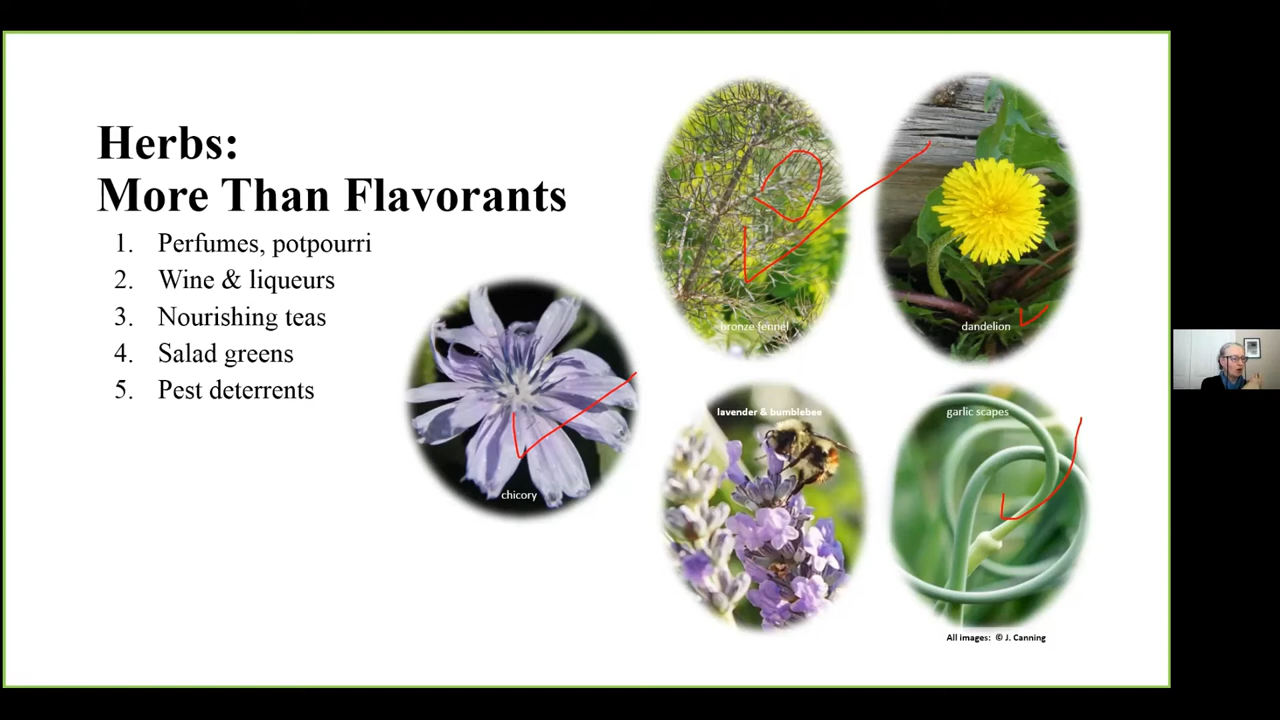 Herbs:
More Than Flavorants
1. Perfumes, potpourri
2. Wine & liqueurs
3. Nourishing teas
4. Salad greens
5. Pest deterrents
chicory
bronze fennel
dandelion
lavender & bumblebee
garlic scapes
All images: © J. Canning